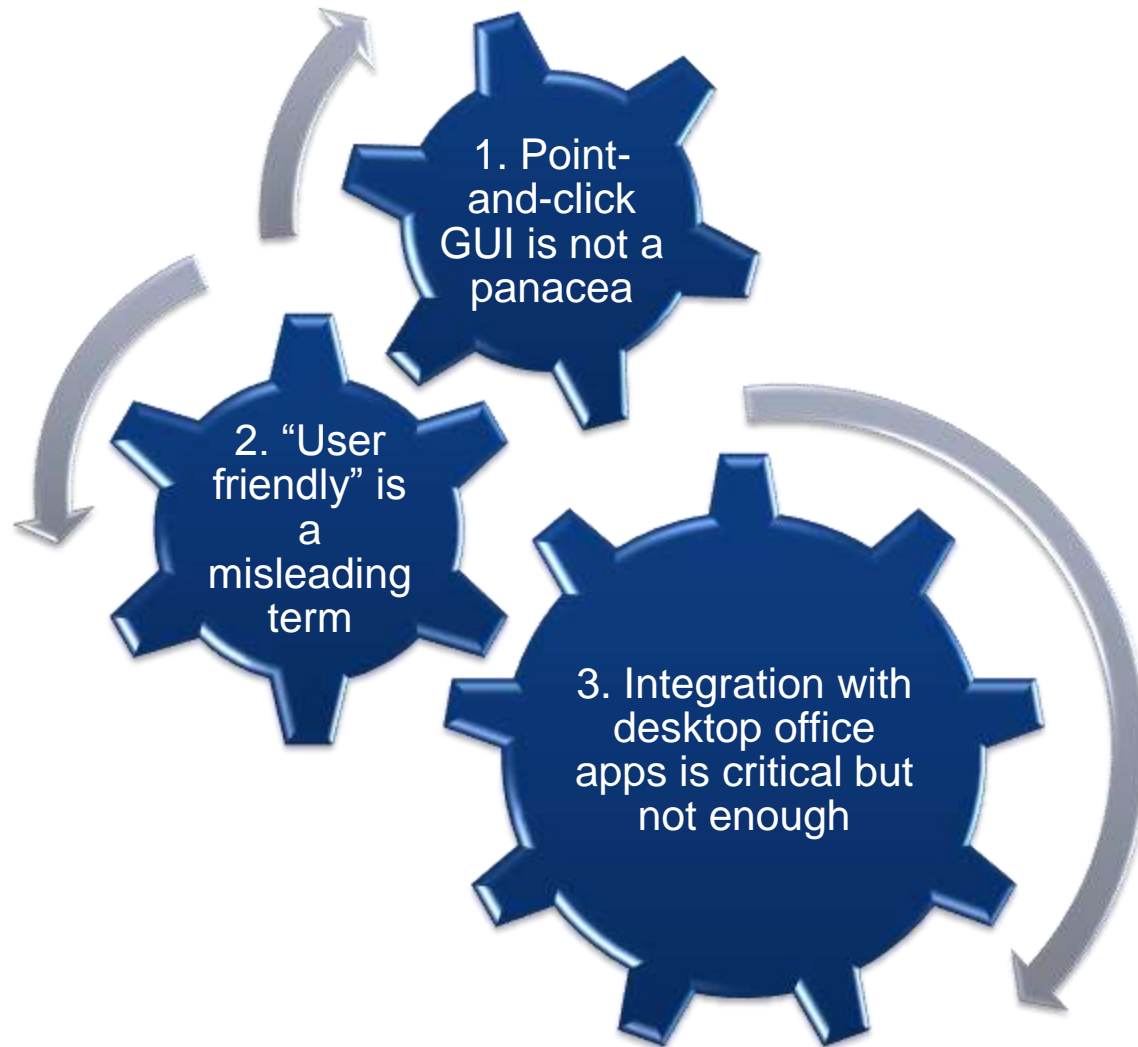 1. Point-
and-click
GUI is not a
panacea
2. “User
friendly” is
a
misleading
term
3. Integration with
desktop office
apps is critical but
not enough